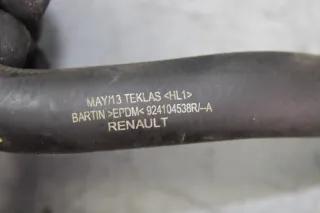 MAY/13 TEKLAS <HL1>
BARTIN >EPDM< 924104538R/--A
RENAULT